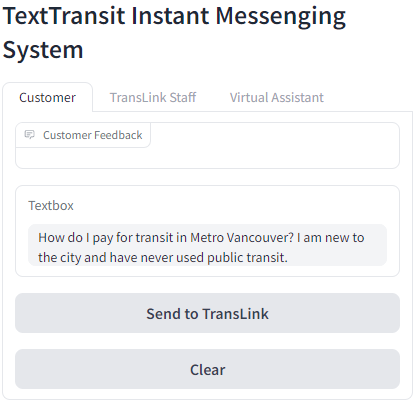 TextTransit Instant Messenging
System
Customer
TransLink Staff
Virtual Assistant
Customer Feedback
Textbox
How do I pay for transit in Metro Vancouver? I am new to
the city and have never used public transit.
Send to TransLink
Clear